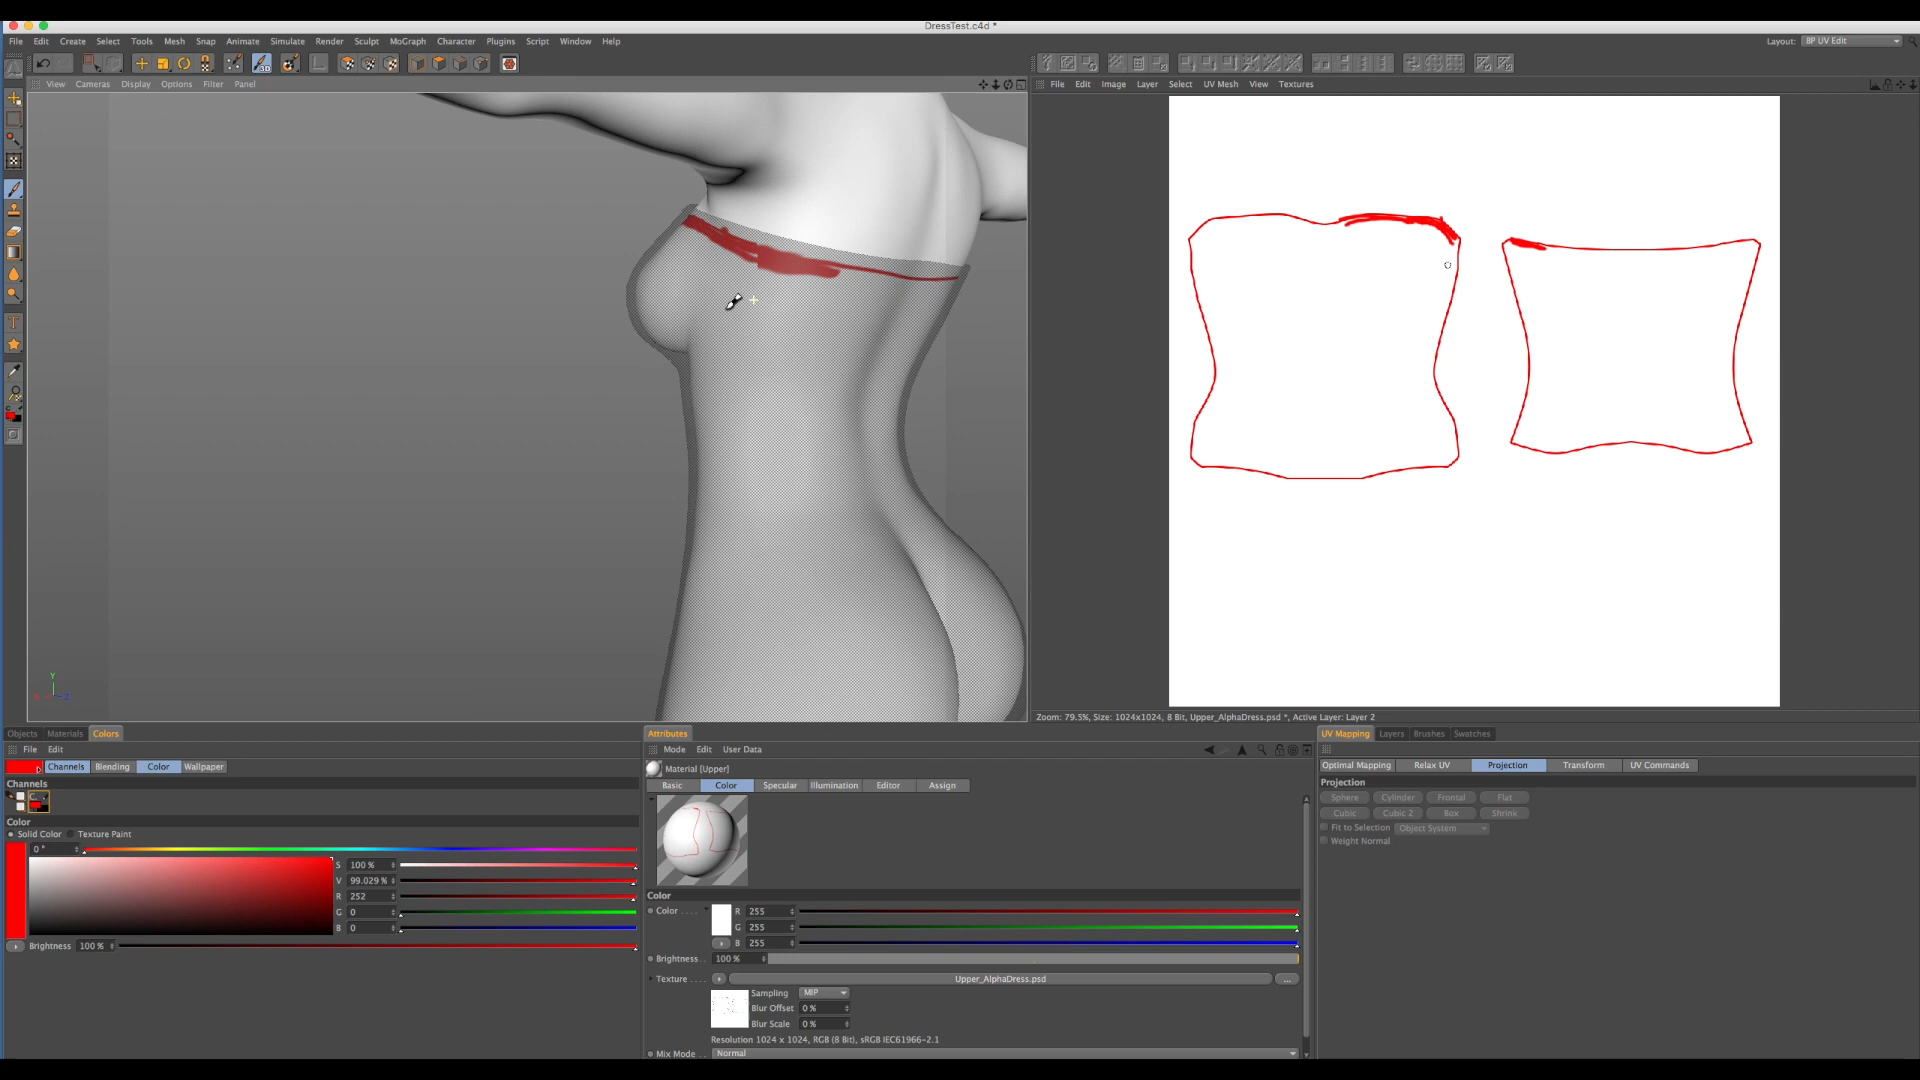 DressTest.c4d *
File Edit Create Select Tools Mesh Snap Animate Simulate Render Sculpt MoGraph Character Plugins Script Window Help
Layout: BP UV Edit
View Cameras Display Options Filter Panel
File Edit Image Layer Select UV Mesh View Textures
3D
Y
Z
Zoom: 79.5%, Size: 1024x1024, 8 Bit, Upper_AlphaDress.psd *, Active Layer: Layer 2
Objects Materials Colors
File Edit
Channels Blending Color Wallpaper
Channels
Color
Solid Color Texture Paint
0 °
S 100 %
V 99.029 %
R 252
G 0
B 0
Brightness 100 %
Attributes
Mode Edit User Data
Material [Upper]
Basic Color Specular Illumination Editor Assign
Color
Color . . . . R 255
G 255
B 255
Brightness . . 100 %
Texture . . . . Upper_AlphaDress.psd ...
Sampling MIP
Blur Offset 0 %
Blur Scale 0 %
Resolution 1024 x 1024, RGB (8 Bit), sRGB IEC61966-2.1
Mix Mode . . Normal
UV Mapping Layers Brushes Swatches
Optimal Mapping Relax UV Projection Transform UV Commands
Projection
Sphere Cylinder Frontal Flat
Cubic Cubic 2 Box Shrink
Fit to Selection Object System
Weight Normal